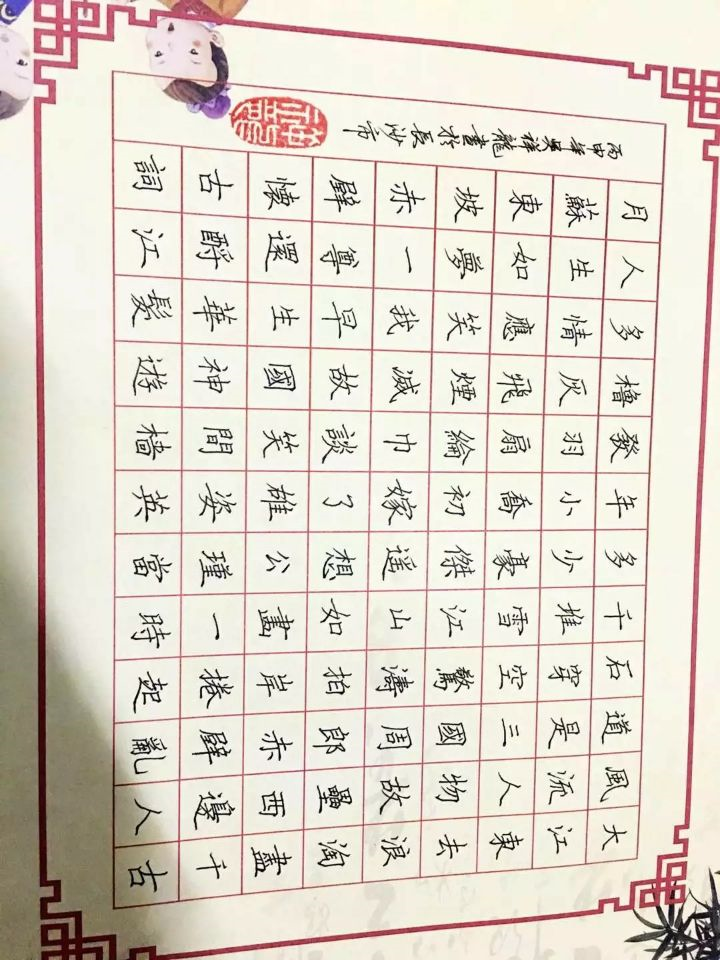 大江東去浪淘盡千古
風流人物故壘西邊人
道是三國周郎赤壁亂
石穿空驚濤拍岸捲起
千堆雪江山如畫一時
多少豪傑遥想公瑾當
年小喬初嫁了雄姿英
發羽扇綸巾談笑間檣
櫓灰飛煙滅故國神遊
多情應笑我早生華髮
人生如夢一尊還酹江
月蘇東坡赤壁懷古詞
丙申年吳祥龍書於長沙市